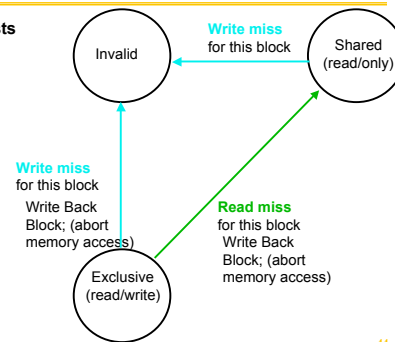 Write miss
for this block
Invalid
Shared
(read/only)
Write miss
for this block
Write Back
Block; (abort
memory access)
Read miss
for this block
Write Back
Block; (abort
memory access)
Exclusive
(read/write)